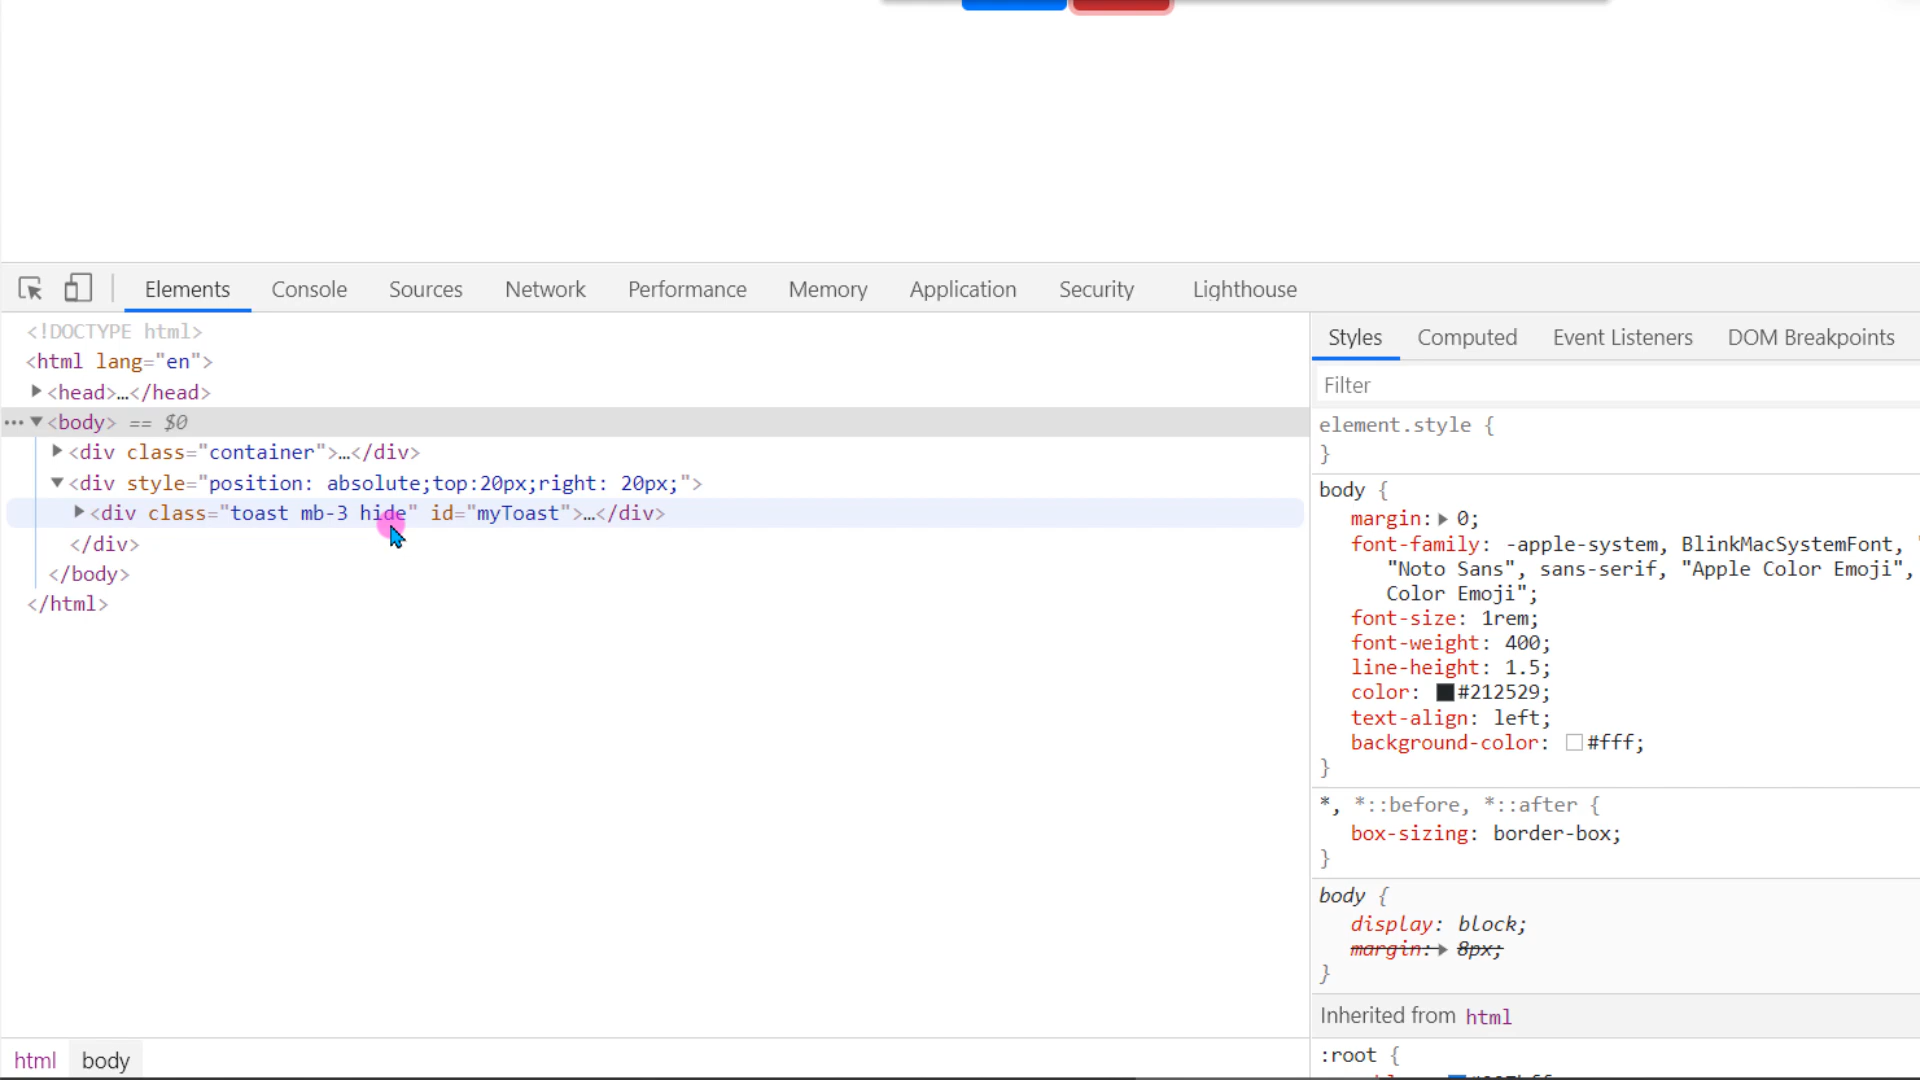 Elements Console Sources Network Performance Memory Application Security Lighthouse
<!DOCTYPE html>
<html lang="en">
<head>…</head>
<body> == $0
<div class="container">…</div>
<div style="position: absolute;top:20px;right: 20px;">
<div class="toast mb-3 hide" id="myToast">…</div>
</div>
</body>
</html>
html body
Styles Computed Event Listeners DOM Breakpoints
Filter
element.style {
}
body {
margin: 0;
font-family: -apple-system, BlinkMacSystemFont, "
"Noto Sans", sans-serif, "Apple Color Emoji",
Color Emoji";
font-size: 1rem;
font-weight: 400;
line-height: 1.5;
color: #212529;
text-align: left;
background-color: #fff;
}
*, *::before, *::after {
box-sizing: border-box;
}
body {
display: block;
margin: 8px;
}
Inherited from html
:root {